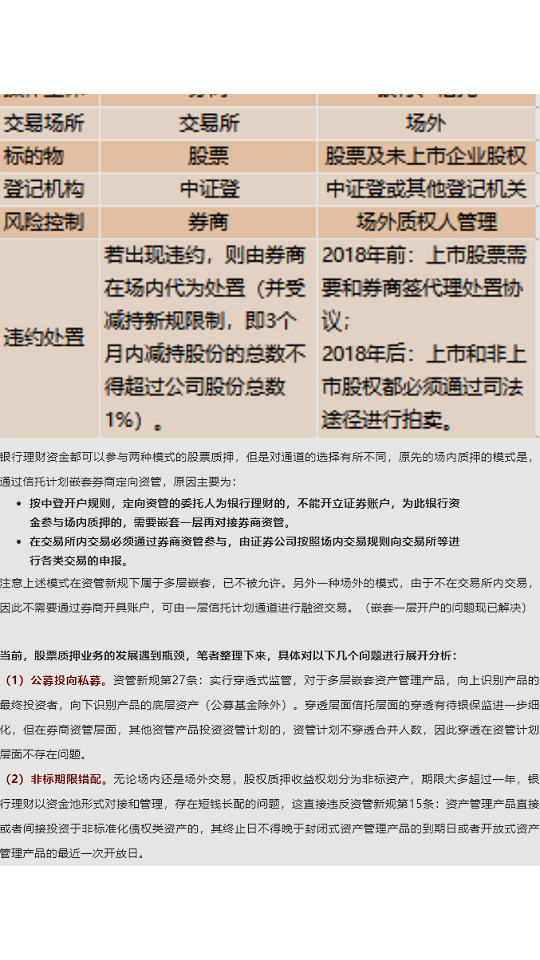 交易场所 交易所 场外
标的物 股票 股票及未上市企业股权
登记机构 中证登 中证登或其他登记机关
风险控制 券商 场外质权人管理
违约处置
若出现违约，则由券商
在场内代为处置（并受
减持新规限制，即3个
月内减持股份的总数不
得超过公司股份总数
1%）。
2018年前：上市股票需
要和券商签代理处置协
议；
2018年后：上市和非上
市股权都必须通过司法
途径进行拍卖。
银行理财资金都可以参与两种模式的股票质押，但是对通道的选择有所不同，原先的场内质押的模式是，
通过信托计划嵌套券商定向资管，原因主要为：
• 按中登开户规则，定向资管的委托人为银行理财的，不能开立证券账户，为此银行资
金参与场内质押的，需要嵌套一层再对接券商资管。
• 在交易所内交易必须通过券商资管参与，由证券公司按照场内交易规则向交易所等进
行各类交易的申报。
注意上述模式在资管新规下属于多层嵌套，已不被允许。另外一种场外的模式，由于不在交易所内交易，
因此不需要通过券商开具账户，可由一层信托计划通道进行融资交易。（嵌套一层开户的问题现已解决）
当前，股票质押业务的发展遇到瓶颈，笔者整理下来，具体对以下几个问题进行展开分析：
（1）公募投向私募。资管新规第27条：实行穿透式监管，对于多层嵌套资产管理产品，向上识别产品的
最终投资者，向下识别产品的底层资产（公募基金除外）。穿透层面信托层面的穿透有待银保监进一步细
化，但在券商资管层面，其他资管产品投资资管计划的，资管计划不穿透合并人数，因此穿透在资管计划
层面不存在问题。
（2）非标期限错配。无论场内还是场外交易，股权质押收益权划分为非标资产，期限大多超过一年，银
行理财以资金池形式对接和管理，存在短钱长配的问题，这直接违反资管新规第15条：资产管理产品直接
或者间接投资于非标准化债权类资产的，其终止日不得晚于封闭式资产管理产品的到期日或者开放式资产
管理产品的最近一次开放日。